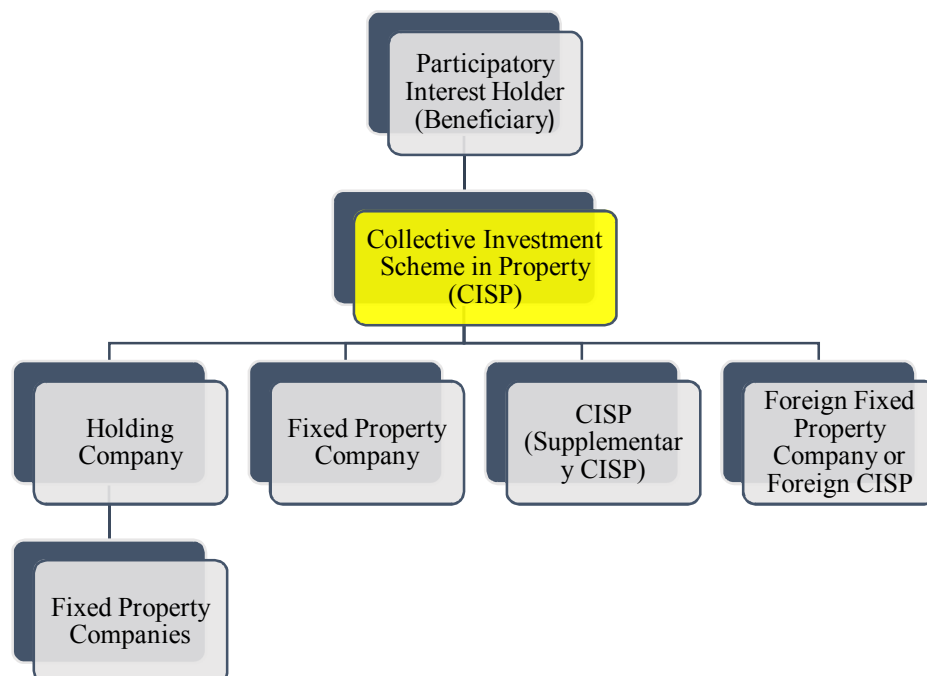 Participatory
Interest Holder
(Beneficiary)
Collective Investment
Scheme in Property
(CISP)
Holding
Company
Fixed Property
Company
CISP
(Supplementar
y CISP)
Foreign Fixed
Property
Company or
Foreign CISP
Fixed Property
Companies